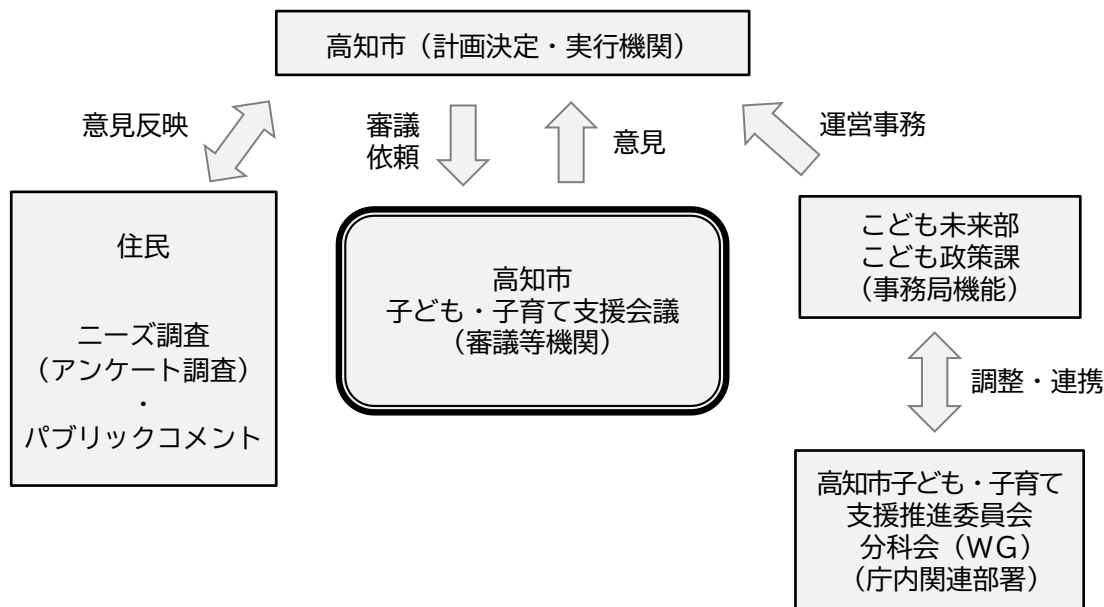 高知市（計画決定・実行機関）
意見反映
審議
依頼
意見
運営事務
住民
ニーズ調査
（アンケート調査）
・
パブリックコメント
高知市
子ども・子育て支援会議
（審議等機関）
こども未来部
こども政策課
（事務局機能）
調整・連携
高知市子ども・子育て
支援推進委員会
分科会（ＷＧ）
（庁内関連部署）